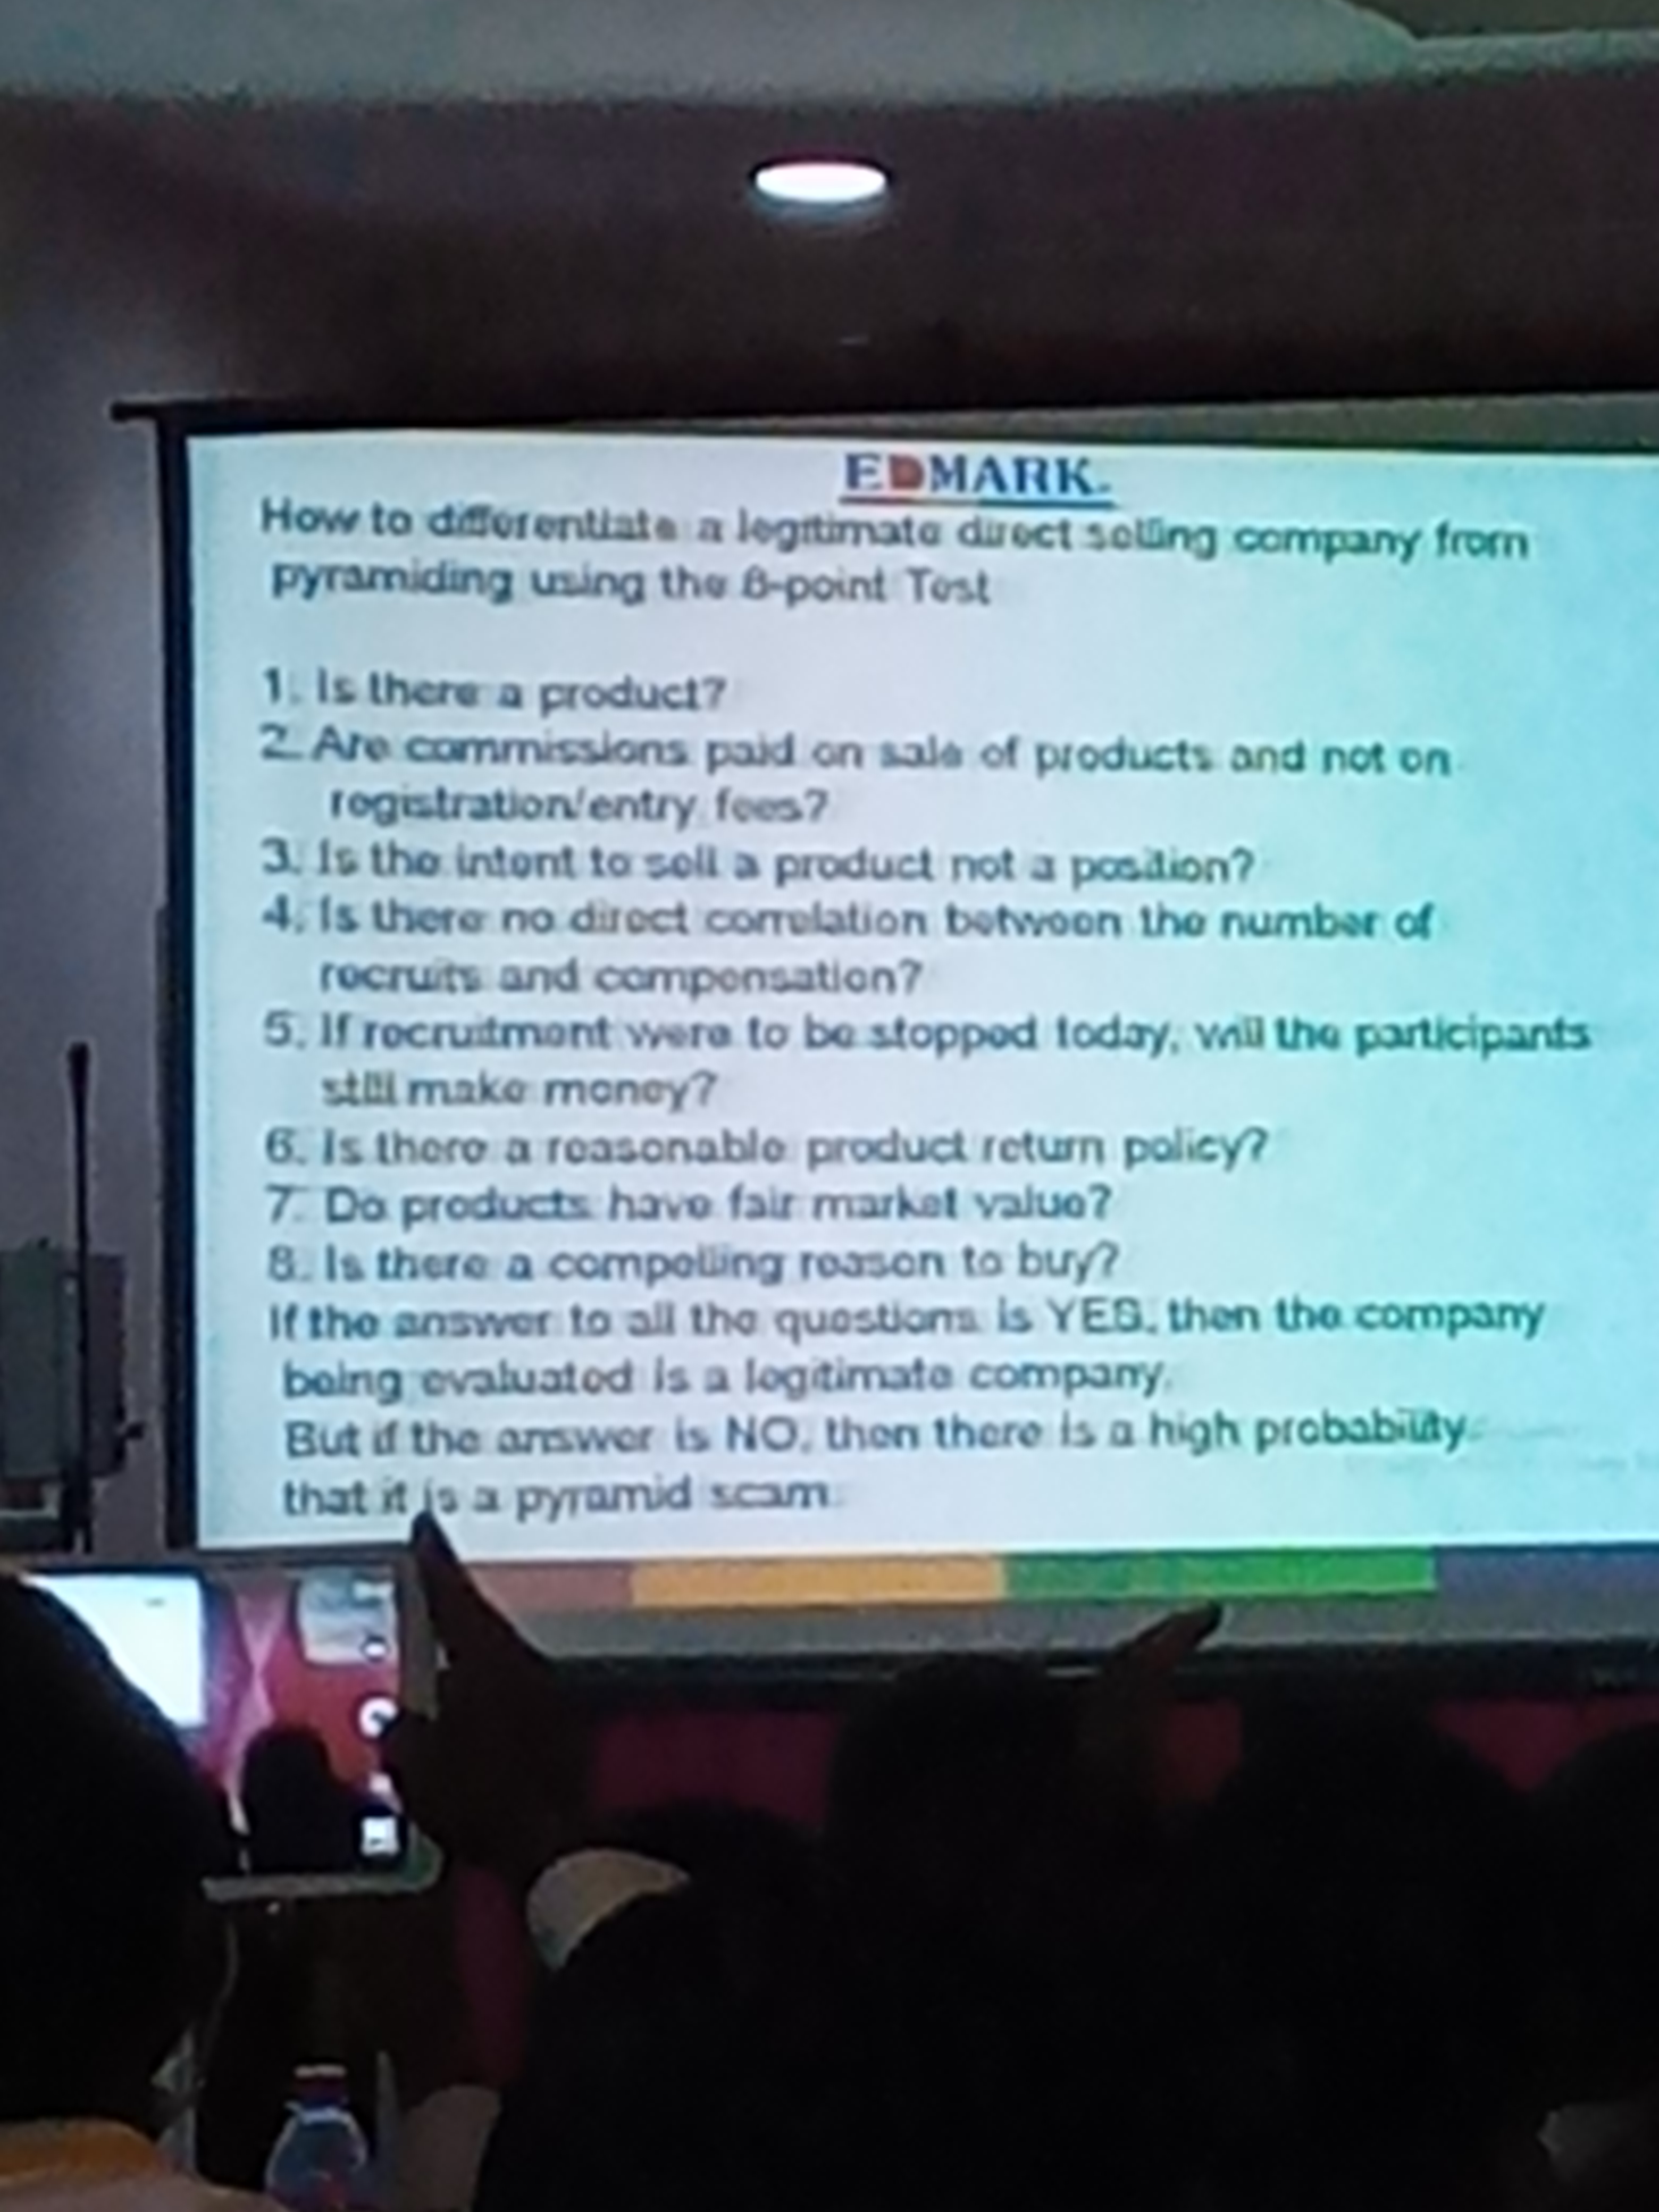 EDMARK
How to differentiate a legitimate direct selling company from
pyramiding using the 8-point Test
1. Is there a product?
2. Are commissions paid on sale of products and not on
registration/entry fees?
3. Is the intent to sell a product not a position?
4. Is there no direct correlation between the number of
recruits and compensation?
5. If recruitment were to be stopped today, will the participants
still make money?
6. Is there a reasonable product return policy?
7. Do products have fair market value?
8. Is there a compelling reason to buy?
If the answer to all the questions is YES, then the company
being evaluated is a legitimate company.
But if the answer is NO, then there is a high probability
that it is a pyramid scam.